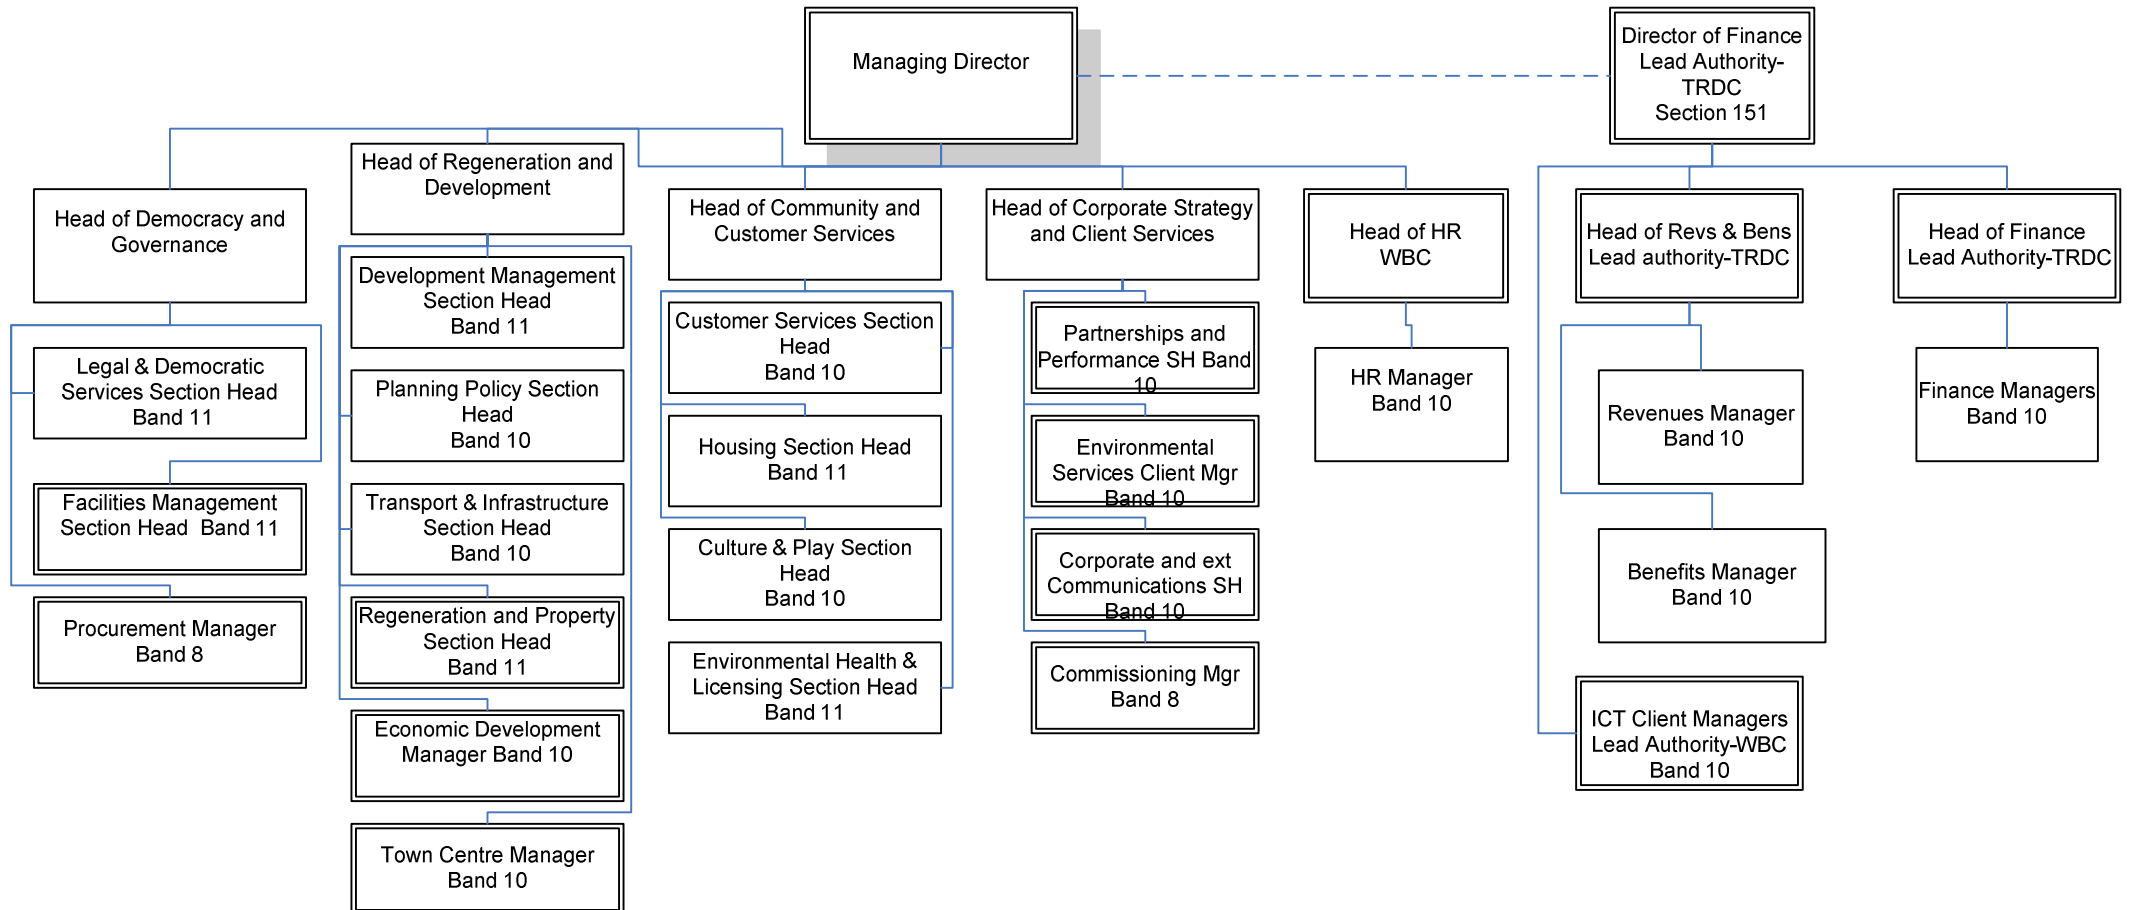 Managing Director
Director of Finance
Lead Authority-
TRDC
Section 151
Head of Democracy and
Governance
Legal & Democratic
Services Section Head
Band 11
Facilities Management
Section Head  Band 11
Procurement Manager
Band 8
Head of Regeneration and
Development
Development Management
Section Head
Band 11
Planning Policy Section
Head
Band 10
Transport & Infrastructure
Section Head
Band 10
Regeneration and Property
Section Head
Band 11
Economic Development
Manager Band 10
Town Centre Manager
Band 10
Head of Community and
Customer Services
Customer Services Section
Head
Band 10
Housing Section Head
Band 11
Culture & Play Section
Head
Band 10
Environmental Health &
Licensing Section Head
Band 11
Head of Corporate Strategy
and Client Services
Partnerships and
Performance SH Band
10
Environmental
Services Client Mgr
Band 10
Corporate and ext
Communications SH
Band 10
Commissioning Mgr
Band 8
Head of HR
WBC
HR Manager
Band 10
Head of Revs & Bens
Lead authority-TRDC
Revenues Manager
Band 10
Benefits Manager
Band 10
ICT Client Managers
Lead Authority-WBC
Band 10
Head of Finance
Lead Authority-TRDC
Finance Managers
Band 10